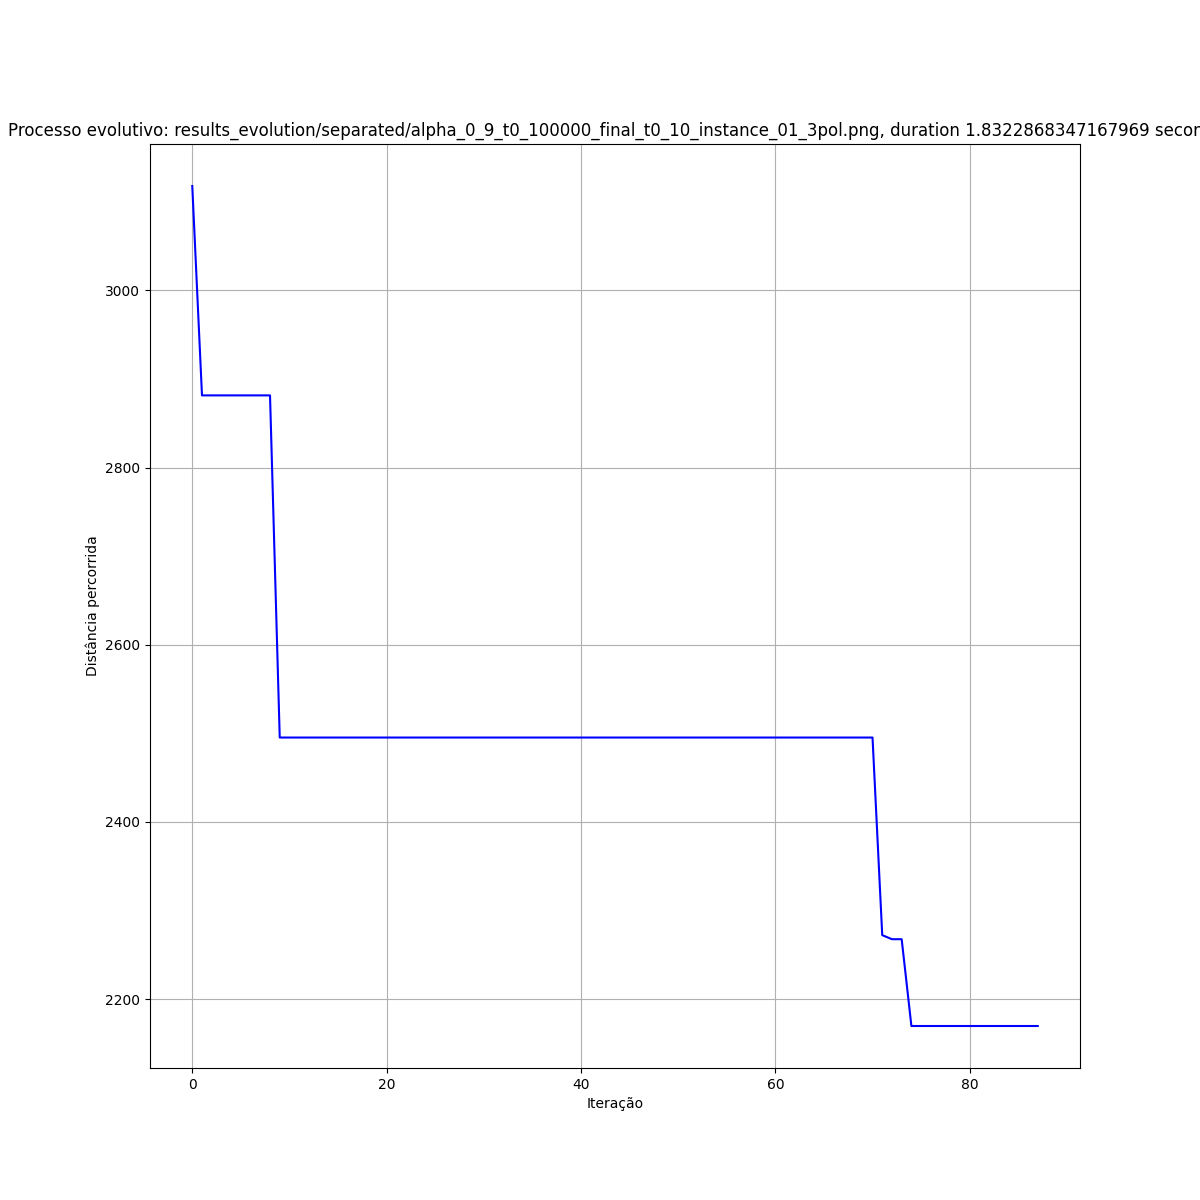 Processo evolutivo: results_evolution/separated/alpha_0_9_t0_100000_final_t0_10_instance_01_3pol.png, duration 1.8322868347167969 secor
3000
2800
2600
2400
2200
Distância percorrida
0 20 40 60 80
Iteração